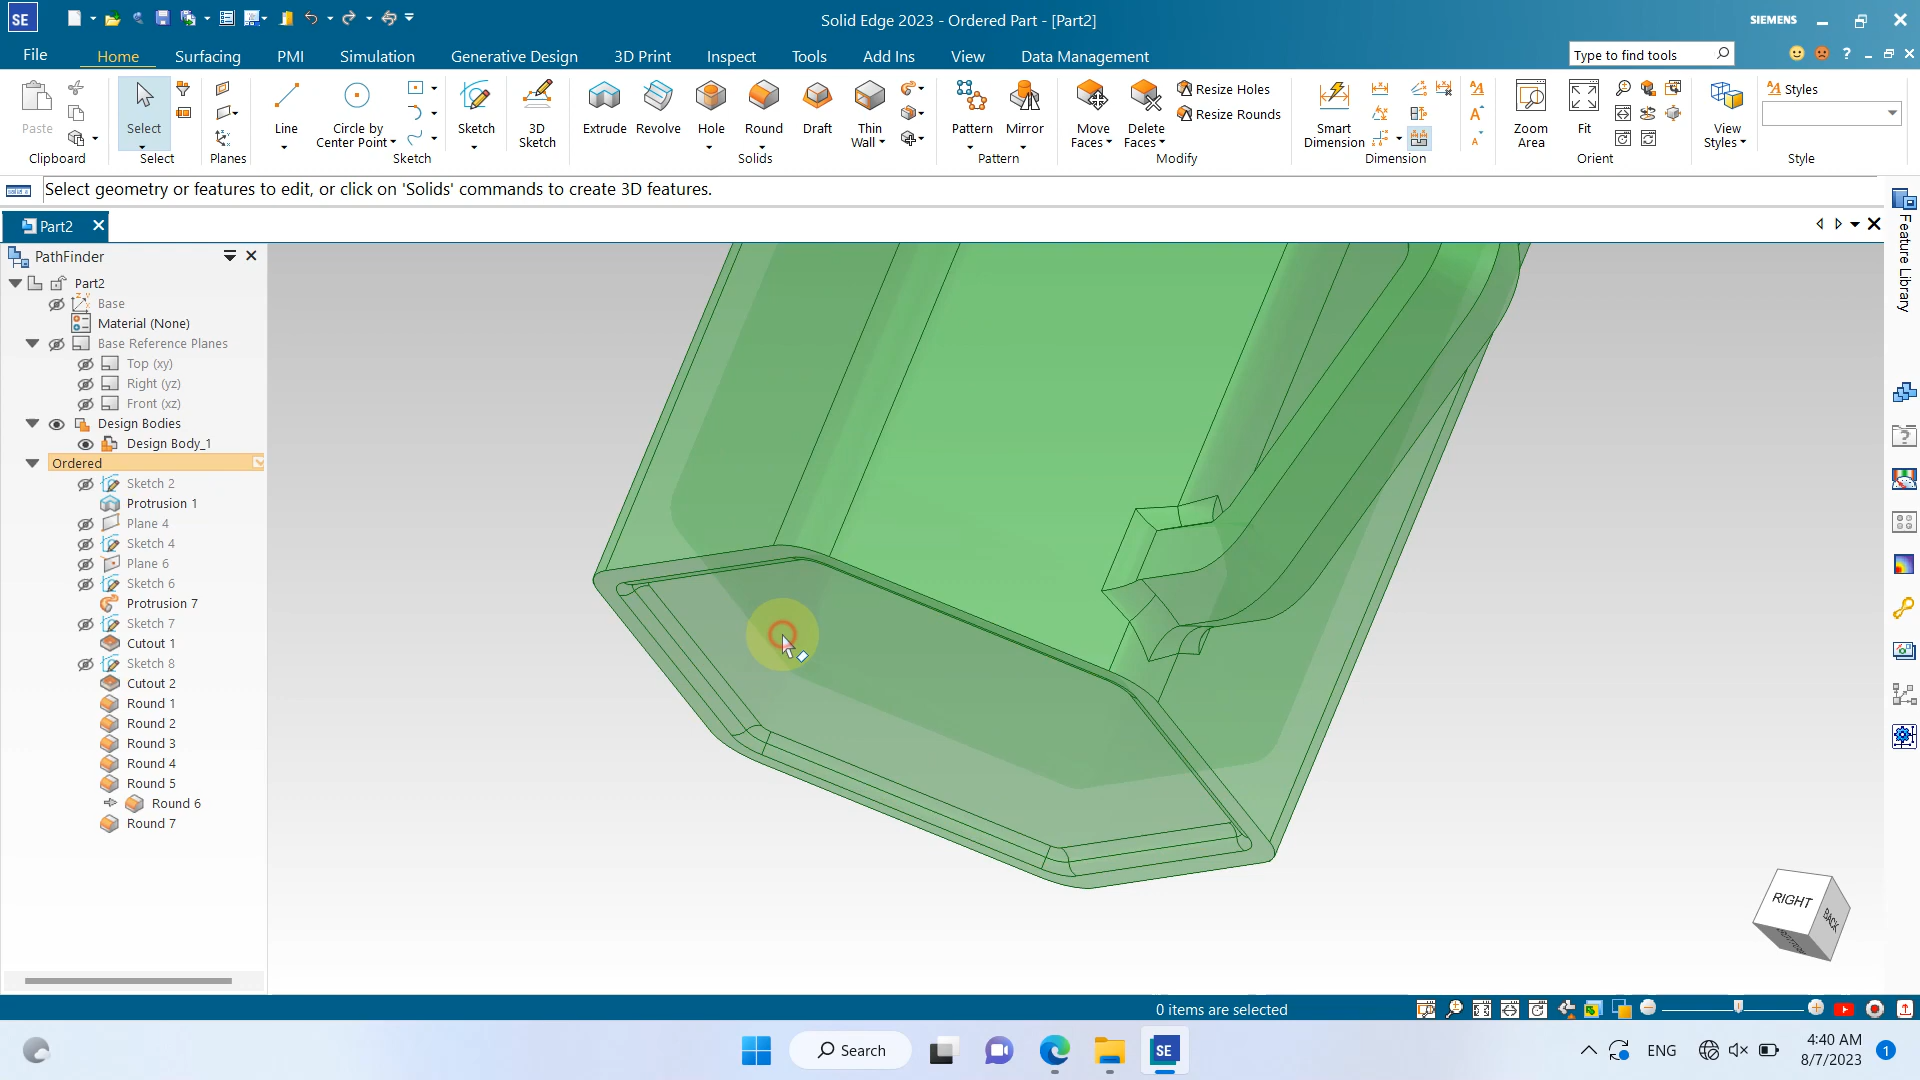 SE
Solid Edge 2023 - Ordered Part - [Part2]
SIEMENS
File
Home
Surfacing
PMI
Simulation
Generative Design
3D Print
Inspect
Tools
Add Ins
View
Data Management
Type to find tools
Paste
Clipboard
Select
Select
Planes
Line
Circle by
Center Point
Sketch
Sketch
3D
Sketch
Extrude
Revolve
Hole
Round
Draft
Thin
Wall
Solids
Pattern
Mirror
Pattern
Move
Faces
Delete
Faces
Resize Holes
Resize Rounds
Modify
Smart
Dimension
Dimension
Zoom
Area
Fit
Orient
View
Styles
Styles
Style
Select geometry or features to edit, or click on 'Solids' commands to create 3D features.
Part2
PathFinder
Part2
Base
Material (None)
Base Reference Planes
Top (xy)
Right (yz)
Front (xz)
Design Bodies
Design Body_1
Ordered
Sketch 2
Protrusion 1
Plane 4
Sketch 4
Plane 6
Sketch 6
Protrusion 7
Sketch 7
Cutout 1
Sketch 8
Cutout 2
Round 1
Round 2
Round 3
Round 4
Round 5
Round 6
Round 7
Feature Library
RIGHT
BACK
BOTTOM
0 items are selected
Search
SE
ENG
4:40 AM
8/7/2023
1